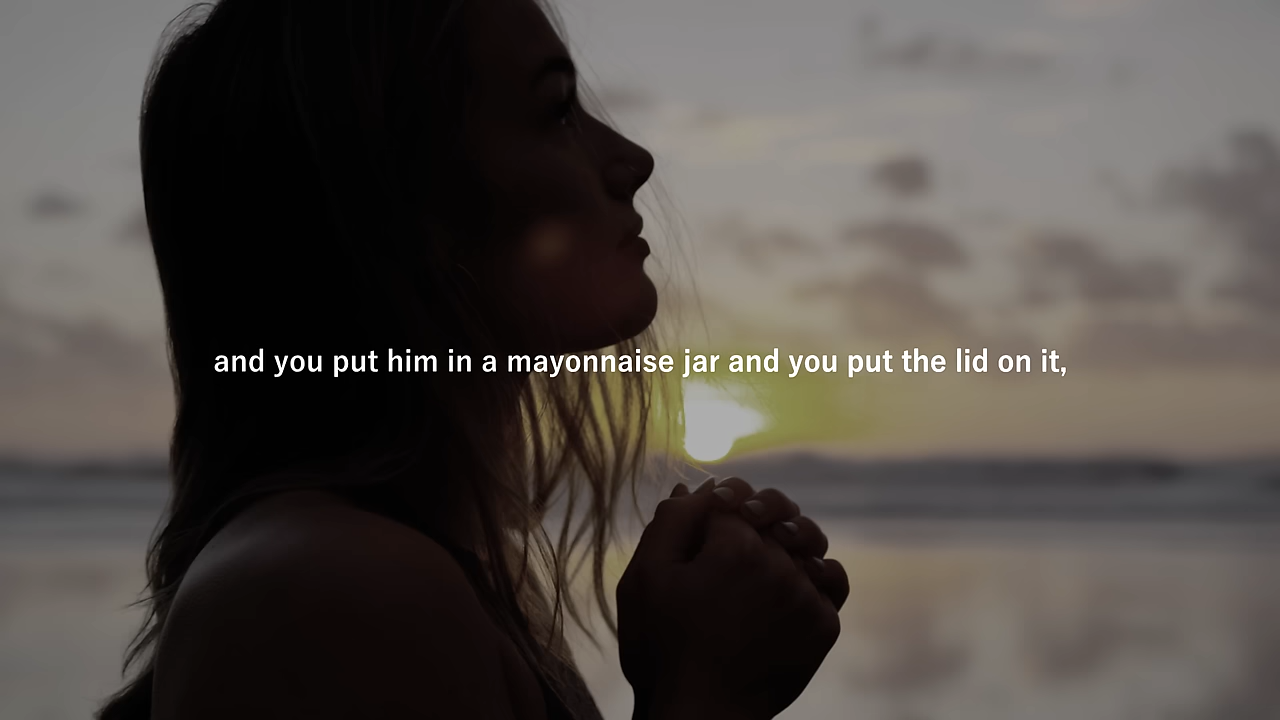 and you put him in a mayonnaise jar and you put the lid on it,